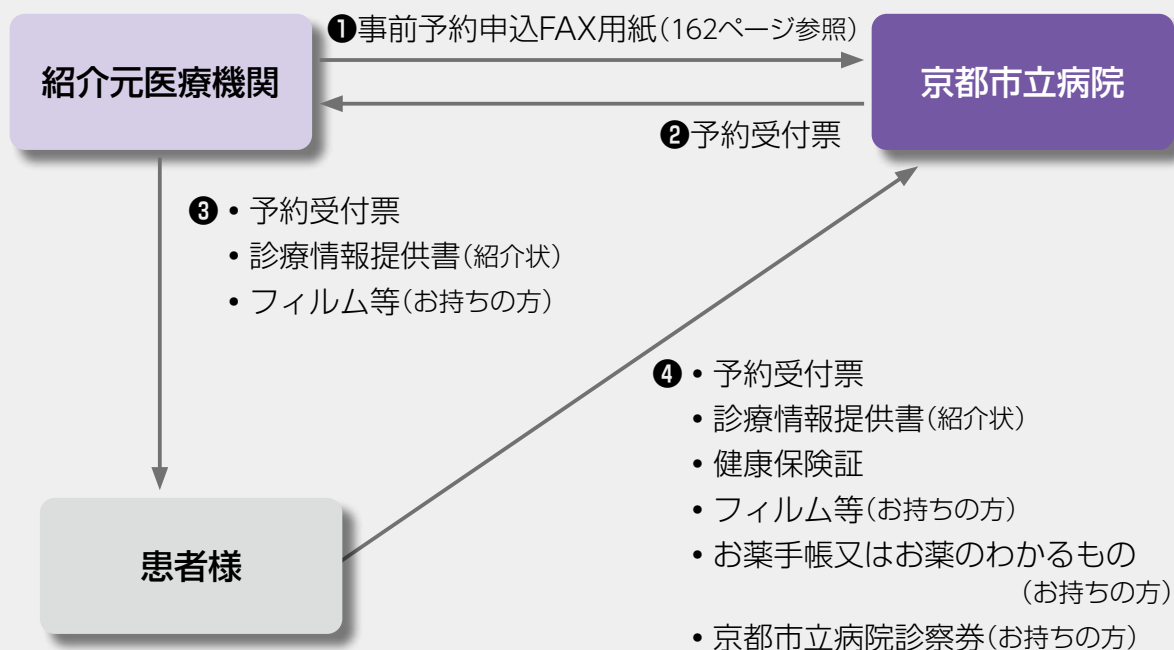 ❶事前予約申込FAX用紙(162ページ参照)
紹介元医療機関
京都市立病院
❷予約受付票
❸・予約受付票
・診療情報提供書(紹介状)
・フィルム等(お持ちの方)
❹・予約受付票
・診療情報提供書(紹介状)
・健康保険証
・フィルム等(お持ちの方)
・お薬手帳又はお薬のわかるもの
(お持ちの方)
・京都市立病院診察券(お持ちの方)
患者様